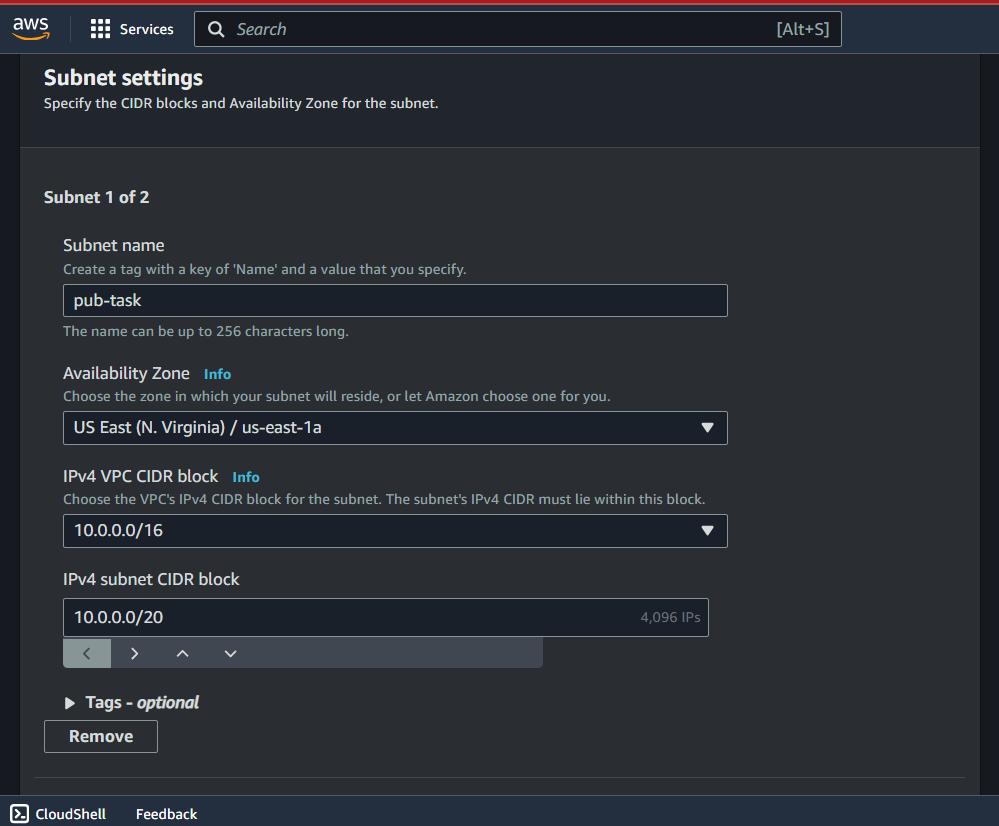 aws Services Search [Alt+S]
Subnet settings
Specify the CIDR blocks and Availability Zone for the subnet.
Subnet 1 of 2
Subnet name
Create a tag with a key of 'Name' and a value that you specify.
pub-task
The name can be up to 256 characters long.
Availability Zone Info
Choose the zone in which your subnet will reside, or let Amazon choose one for you.
US East (N. Virginia) / us-east-1a
IPv4 VPC CIDR block Info
Choose the VPC's IPv4 CIDR block for the subnet. The subnet's IPv4 CIDR must lie within this block.
10.0.0.0/16
IPv4 subnet CIDR block
10.0.0.0/20 4,096 IPs
Tags - optional
Remove
CloudShell Feedback